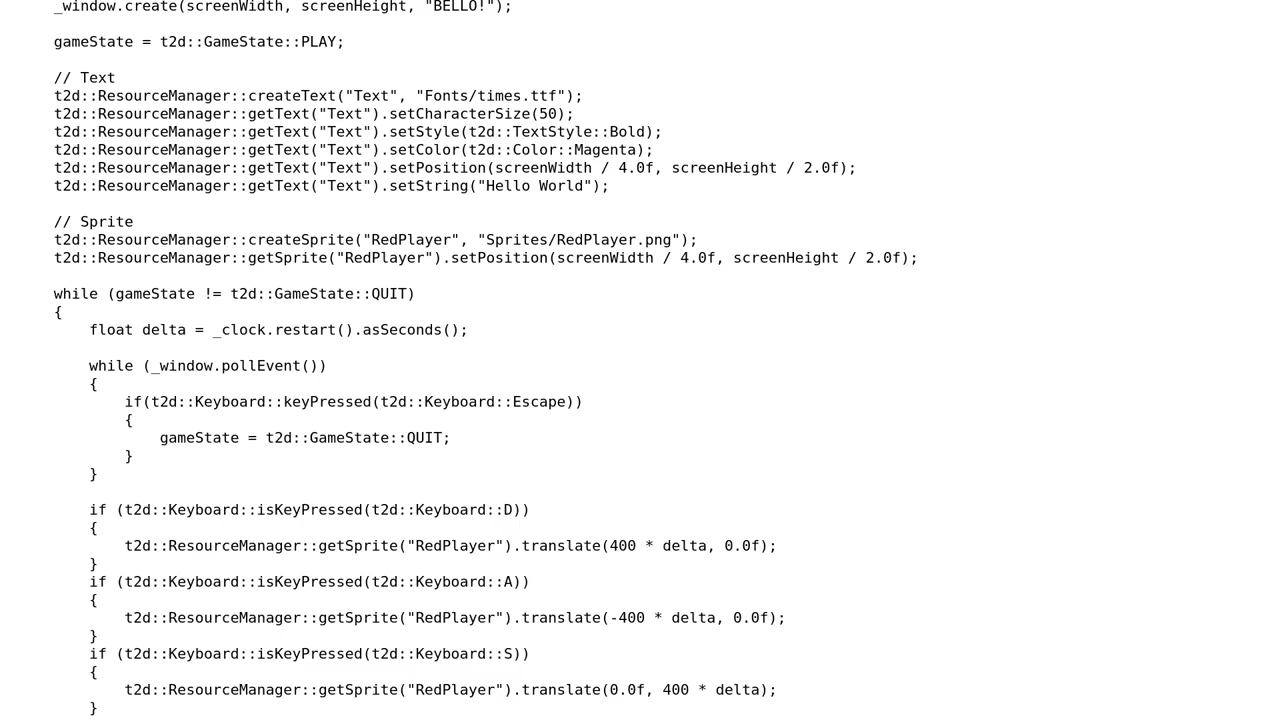 _window.create(screenWidth, screenHeight, "BELLO!");

gameState = t2d::GameState::PLAY;

// Text
t2d::ResourceManager::createText("Text", "Fonts/times.ttf");
t2d::ResourceManager::getText("Text").setCharacterSize(50);
t2d::ResourceManager::getText("Text").setStyle(t2d::TextStyle::Bold);
t2d::ResourceManager::getText("Text").setColor(t2d::Color::Magenta);
t2d::ResourceManager::getText("Text").setPosition(screenWidth / 4.0f, screenHeight / 2.0f);
t2d::ResourceManager::getText("Text").setString("Hello World");

// Sprite
t2d::ResourceManager::createSprite("RedPlayer", "Sprites/RedPlayer.png");
t2d::ResourceManager::getSprite("RedPlayer").setPosition(screenWidth / 4.0f, screenHeight / 2.0f);

while (gameState != t2d::GameState::QUIT)
{
    float delta = _clock.restart().asSeconds();

    while (_window.pollEvent())
    {
        if(t2d::Keyboard::keyPressed(t2d::Keyboard::Escape))
        {
            gameState = t2d::GameState::QUIT;
        }
    }

    if (t2d::Keyboard::isKeyPressed(t2d::Keyboard::D))
    {
        t2d::ResourceManager::getSprite("RedPlayer").translate(400 * delta, 0.0f);
    }
    if (t2d::Keyboard::isKeyPressed(t2d::Keyboard::A))
    {
        t2d::ResourceManager::getSprite("RedPlayer").translate(-400 * delta, 0.0f);
    }
    if (t2d::Keyboard::isKeyPressed(t2d::Keyboard::S))
    {
        t2d::ResourceManager::getSprite("RedPlayer").translate(0.0f, 400 * delta);
    }